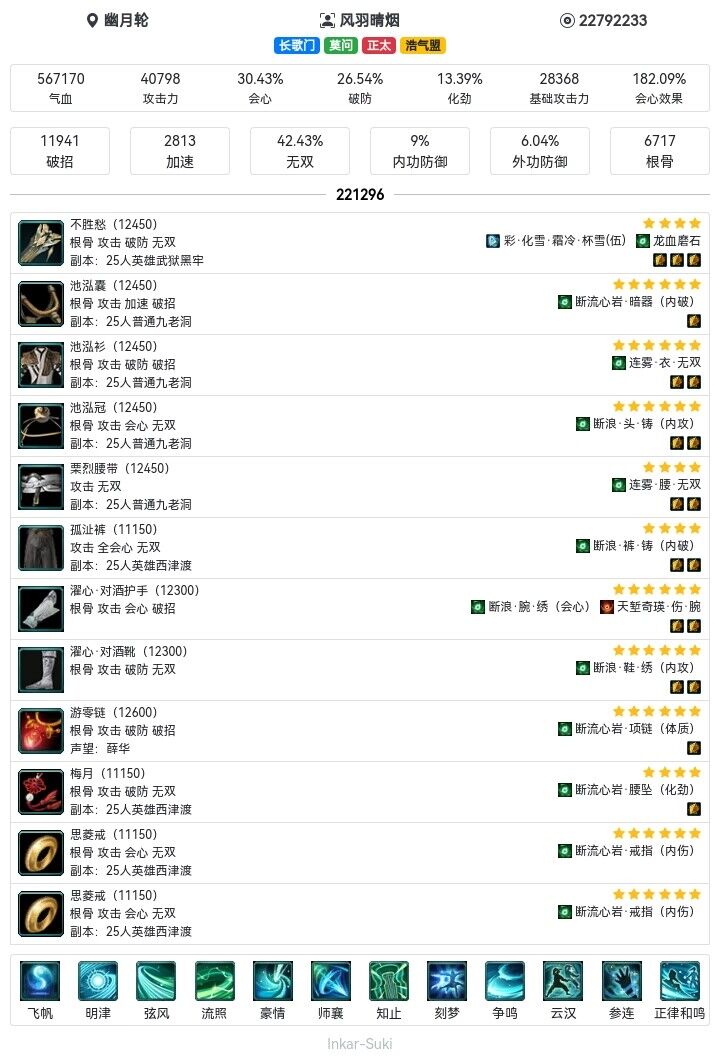 幽月轮 风羽晴烟 22792233
长歌门 莫问 正太 浩气盟
567170 40798 30.43% 26.54% 13.39% 28368 182.09%
气血 攻击力 会心 破防 化劲 基础攻击力 会心效果
11941 2813 42.43% 9% 6.04% 6717
破招 加速 无双 内功防御 外功防御 根骨
221296
不胜愁（12450）
根骨 攻击 破防 无双 彩·化雪·霜冷·杯雪(伍) 龙血磨石
副本：25人英雄武狱黑牢
池泓囊（12450）
根骨 攻击 加速 破招 断流心岩·暗器（内破）
副本：25人普通九老洞
池泓衫（12450）
根骨 攻击 破防 破招 连雾·衣·无双
副本：25人普通九老洞
池泓冠（12450）
根骨 攻击 会心 无双 断浪·头·铸（内攻）
副本：25人普通九老洞
栗烈腰带（12450）
攻击 无双 连雾·腰·无双
副本：25人普通九老洞
孤沚裤（11150）
攻击 全会心 无双 断浪·裤·铸（内破）
副本：25人英雄西津渡
濯心·对酒护手（12300）
根骨 攻击 会心 破招 断浪·腕·绣（会心） 天堑奇瑛·伤·腕
濯心·对酒靴（12300）
根骨 攻击 破防 无双 断浪·鞋·绣（内攻）
游零链（12600）
根骨 攻击 破防 破招 断流心岩·项链（体质）
声望：薛华
梅月（11150）
根骨 攻击 破防 无双 断流心岩·腰坠（化劲）
副本：25人英雄西津渡
思菱戒（11150）
根骨 攻击 会心 无双 断流心岩·戒指（内伤）
副本：25人英雄西津渡
思菱戒（11150）
根骨 攻击 会心 无双 断流心岩·戒指（内伤）
副本：25人英雄西津渡
飞帆 明津 弦风 流照 豪情 师襄 知止 刻梦 争鸣 云汉 参连 正律和鸣
Inkar-Suki